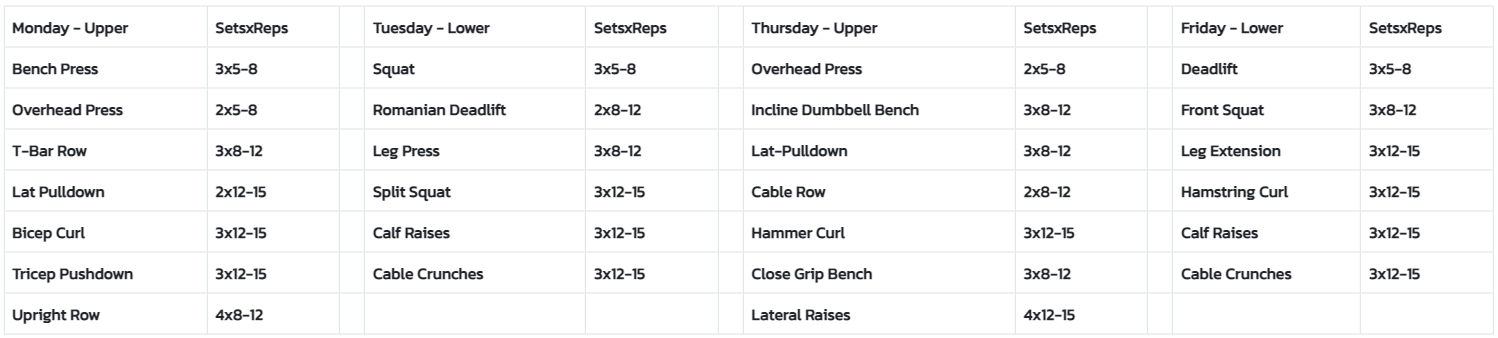 Monday - Upper SetsxReps Tuesday - Lower SetsxReps Thursday - Upper SetsxReps Friday - Lower SetsxReps
Bench Press 3x5-8 Squat 3x5-8 Overhead Press 2x5-8 Deadlift 3x5-8
Overhead Press 2x5-8 Romanian Deadlift 2x8-12 Incline Dumbbell Bench 3x8-12 Front Squat 3x8-12
T-Bar Row 3x8-12 Leg Press 3x8-12 Lat-Pulldown 3x8-12 Leg Extension 3x12-15
Lat Pulldown 2x12-15 Split Squat 3x12-15 Cable Row 2x8-12 Hamstring Curl 3x12-15
Bicep Curl 3x12-15 Calf Raises 3x12-15 Hammer Curl 3x12-15 Calf Raises 3x12-15
Tricep Pushdown 3x12-15 Cable Crunches 3x12-15 Close Grip Bench 3x8-12 Cable Crunches 3x12-15
Upright Row 4x8-12 Lateral Raises 4x12-15